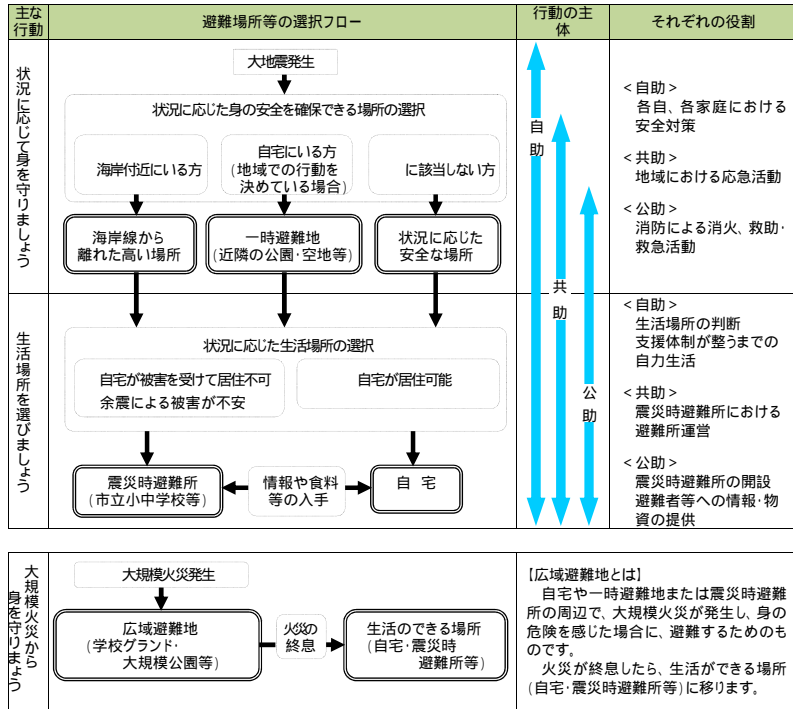 主な
行動
避難場所等の選択フロー
行動の主
体
それぞれの役割
状況に応じて身を守りましょう
大地震発生
状況に応じた身の安全を確保できる場所の選択
海岸付近にいる方
自宅にいる方
(地域での行動を
決めている場合)
に該当しない方
海岸線から
離れた高い場所
一時避難地
(近隣の公園・空地等)
状況に応じた
安全な場所
自助
共助
公助
<自助>
各自、各家庭における
安全対策
<共助>
地域における応急活動
<公助>
消防による消火、救助・
救急活動
生活場所を選びましょう
状況に応じた生活場所の選択
自宅が被害を受けて居住不可
余震による被害が不安
自宅が居住可能
震災時避難所
(市立小中学校等)
情報や食料
等の入手
自 宅
<自助>
生活場所の判断
支援体制が整うまでの
自力生活
<共助>
震災時避難所における
避難所運営
<公助>
震災時避難所の開設
避難者等への情報・物
資の提供
大規模火災から
身を守りましょう
大規模火災発生
広域避難地
(学校グランド・
大規模公園等)
火災の
終息
生活のできる場所
(自宅・震災時
避難所等)
【広域避難地とは】
自宅や一時避難地または震災時避難
所の周辺で、大規模火災が発生し、身の
危険を感じた場合に、避難するためのも
のです。
火災が終息したら、生活ができる場所
(自宅・震災時避難所等)に移ります。